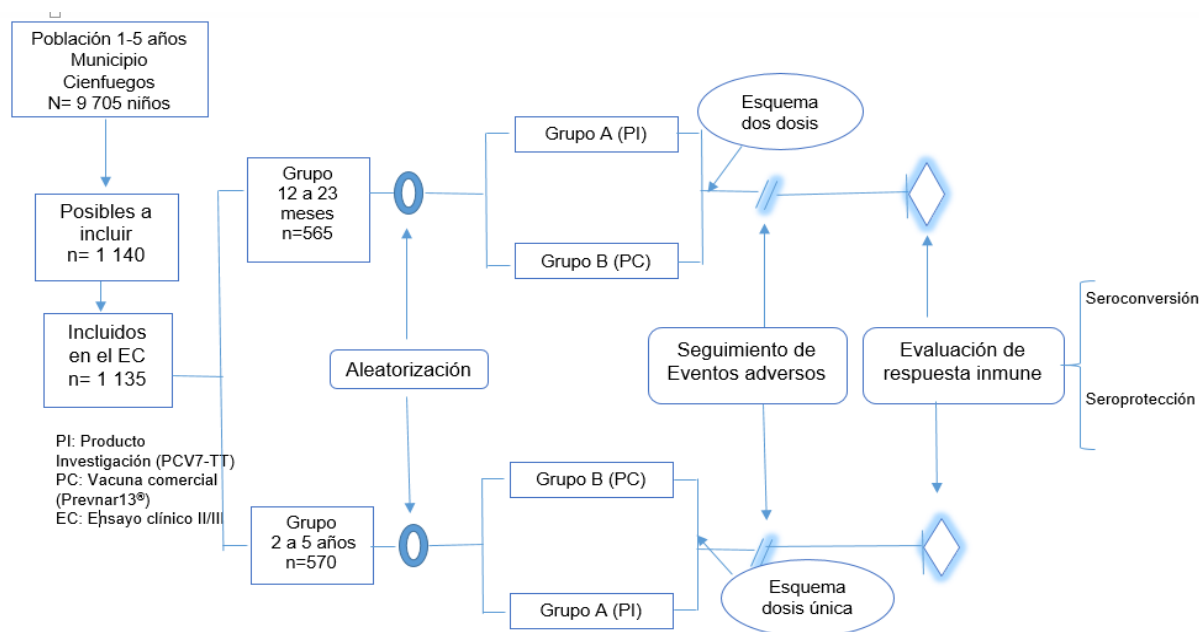 Población 1-5 años
Municipio
Cienfuegos
N= 9 705 niños
Posibles a
incluir
n= 1 140
Incluidos
en el EC
n= 1 135
PI: Producto
Investigación (PCV7-TT)
PC: Vacuna comercial
(Prevnar13®)
EC: Ensayo clínico II/III
Grupo
12 a 23
meses
n=565
Grupo
2 a 5 años
n=570
Aleatorización
Grupo A (PI)
Grupo B (PC)
Grupo B (PC)
Grupo A (PI)
Esquema
dos dosis
Seguimiento de
Eventos adversos
Esquema
dosis única
Evaluación de
respuesta inmune
Seroconversión
Seroprotección